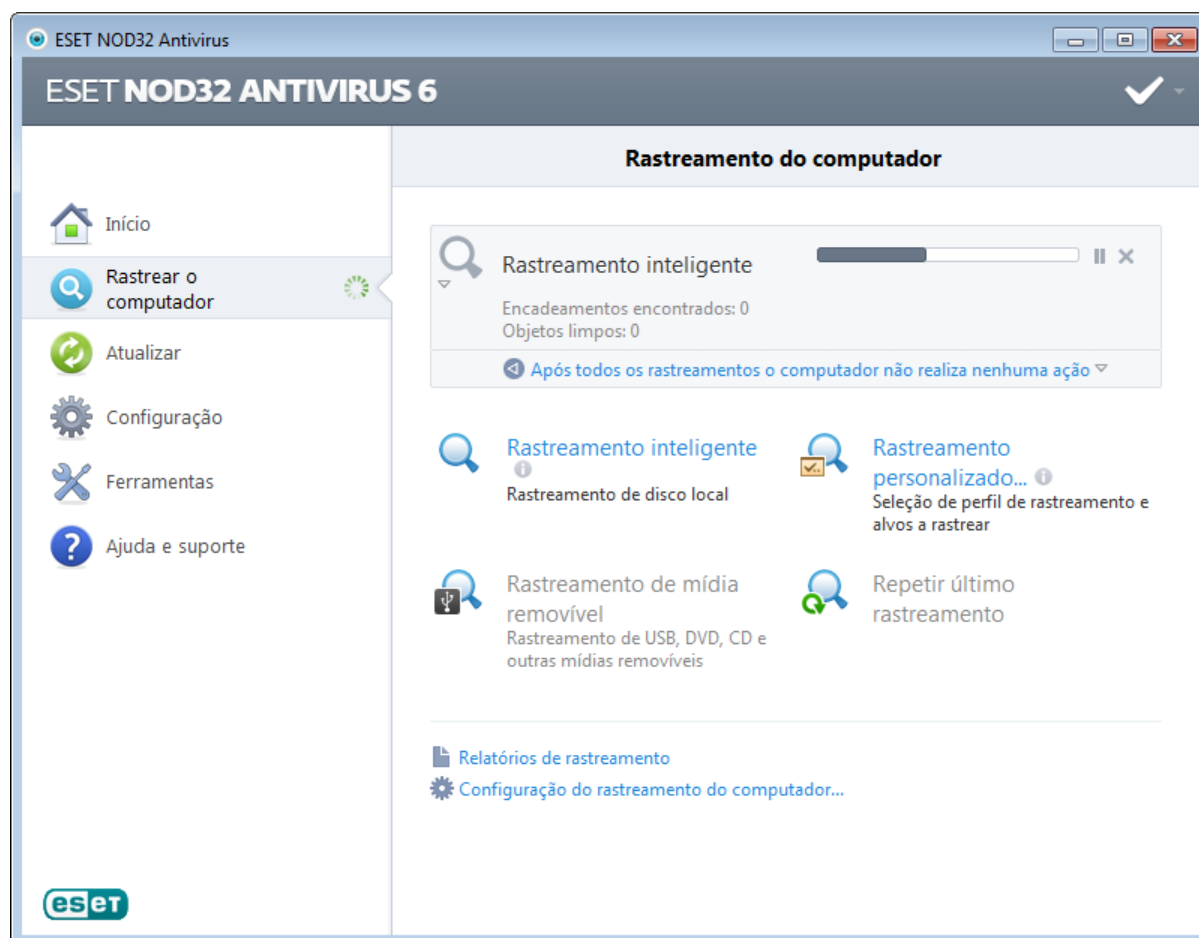 ESET NOD32 Antivirus
ESET NOD32 ANTIVIRUS 6
Rastreamento do computador
Início
Rastrear o
computador
Atualizar
Configuração
Ferramentas
Ajuda e suporte
Rastreamento inteligente
Encadeamentos encontrados: 0
Objetos limpos: 0
Após todos os rastreamentos o computador não realiza nenhuma ação
Rastreamento inteligente
Rastreamento de disco local
Rastreamento
personalizado...
Seleção de perfil de rastreamento e
alvos a rastrear
Rastreamento de mídia
removível
Rastreamento de USB, DVD, CD e
outras mídias removíveis
Repetir último
rastreamento
Relatórios de rastreamento
Configuração do rastreamento do computador...
eseT